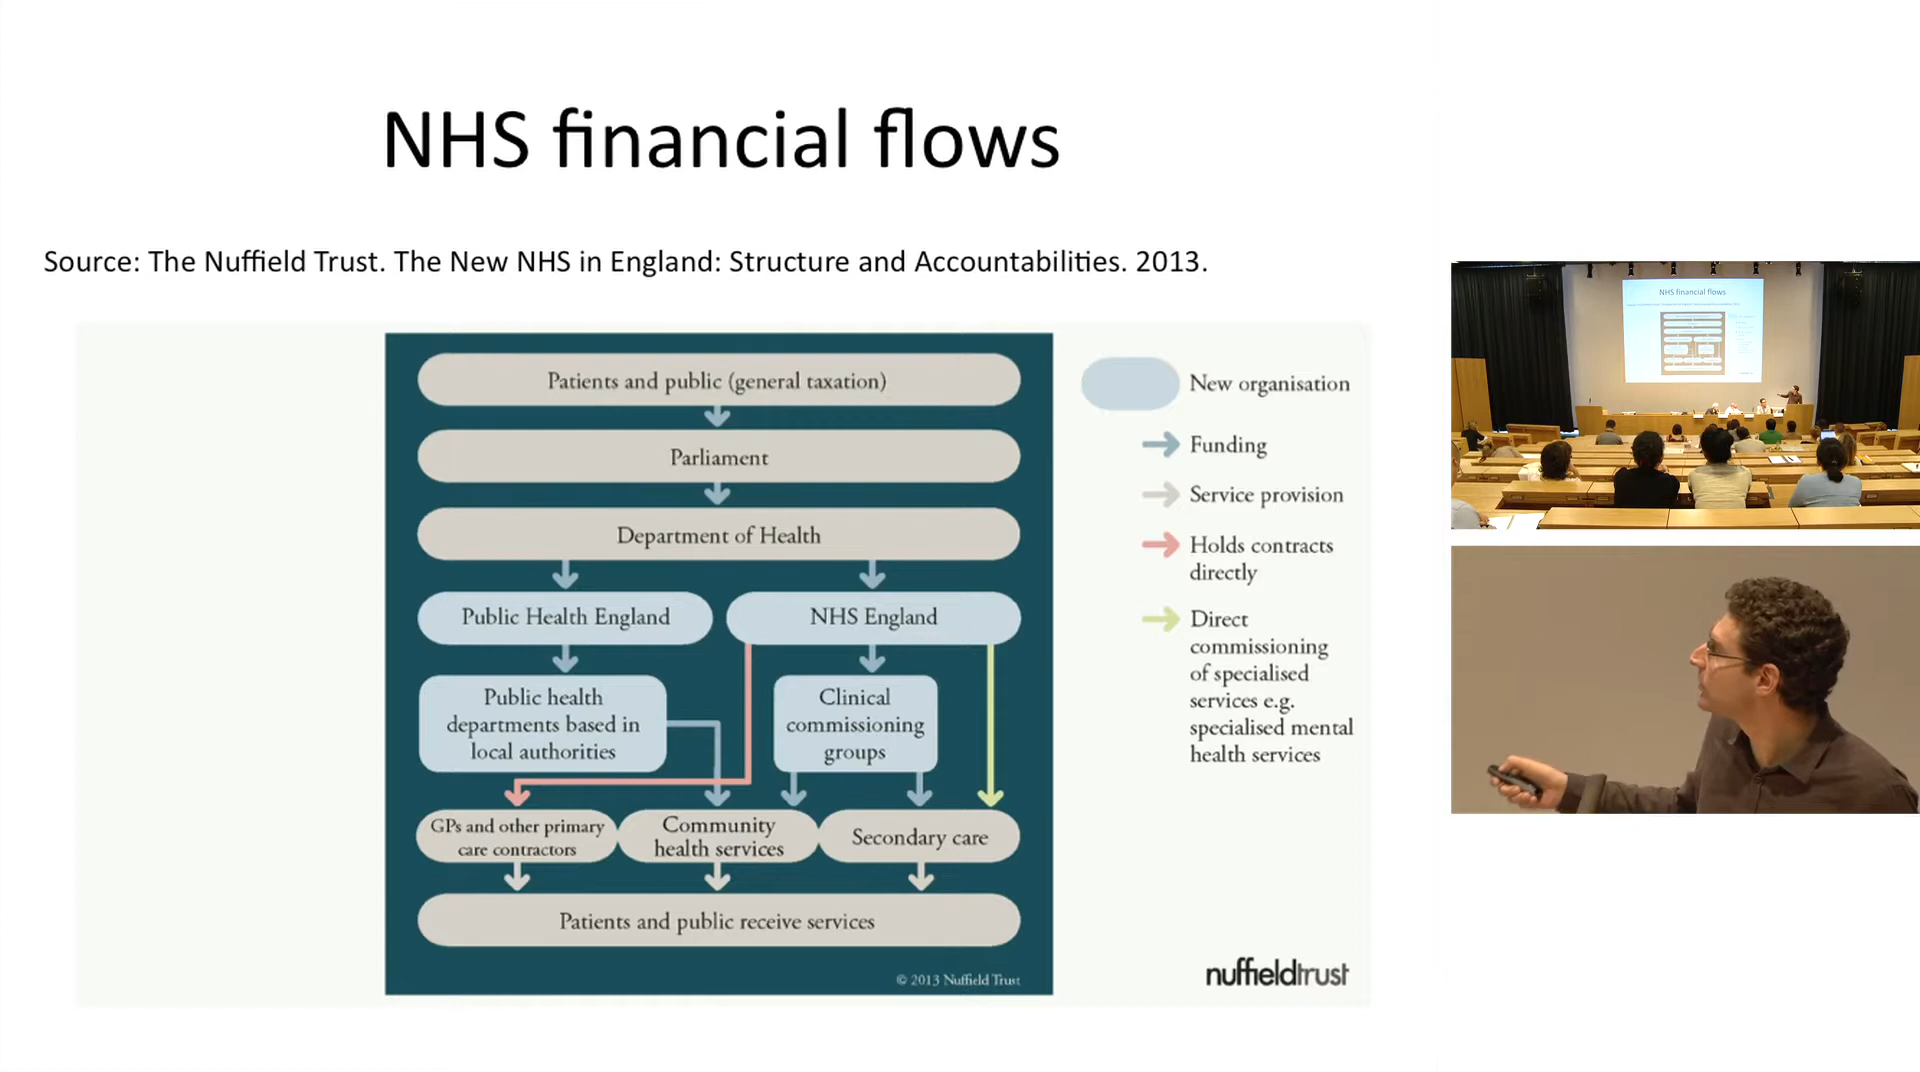 NHS financial flows
Source: The Nuffield Trust. The New NHS in England: Structure and Accountabilities. 2013.
Patients and public (general taxation)
Parliament
Department of Health
Public Health England
NHS England
Public health
departments based in
local authorities
Clinical
commissioning
groups
GPs and other primary
care contractors
Community
health services
Secondary care
Patients and public receive services
© 2013 Nuffield Trust
New organisation
Funding
Service provision
Holds contracts
directly
Direct
commissioning
of specialised
services e.g.
specialised mental
health services
nuffieldtrust
NHS financial flows